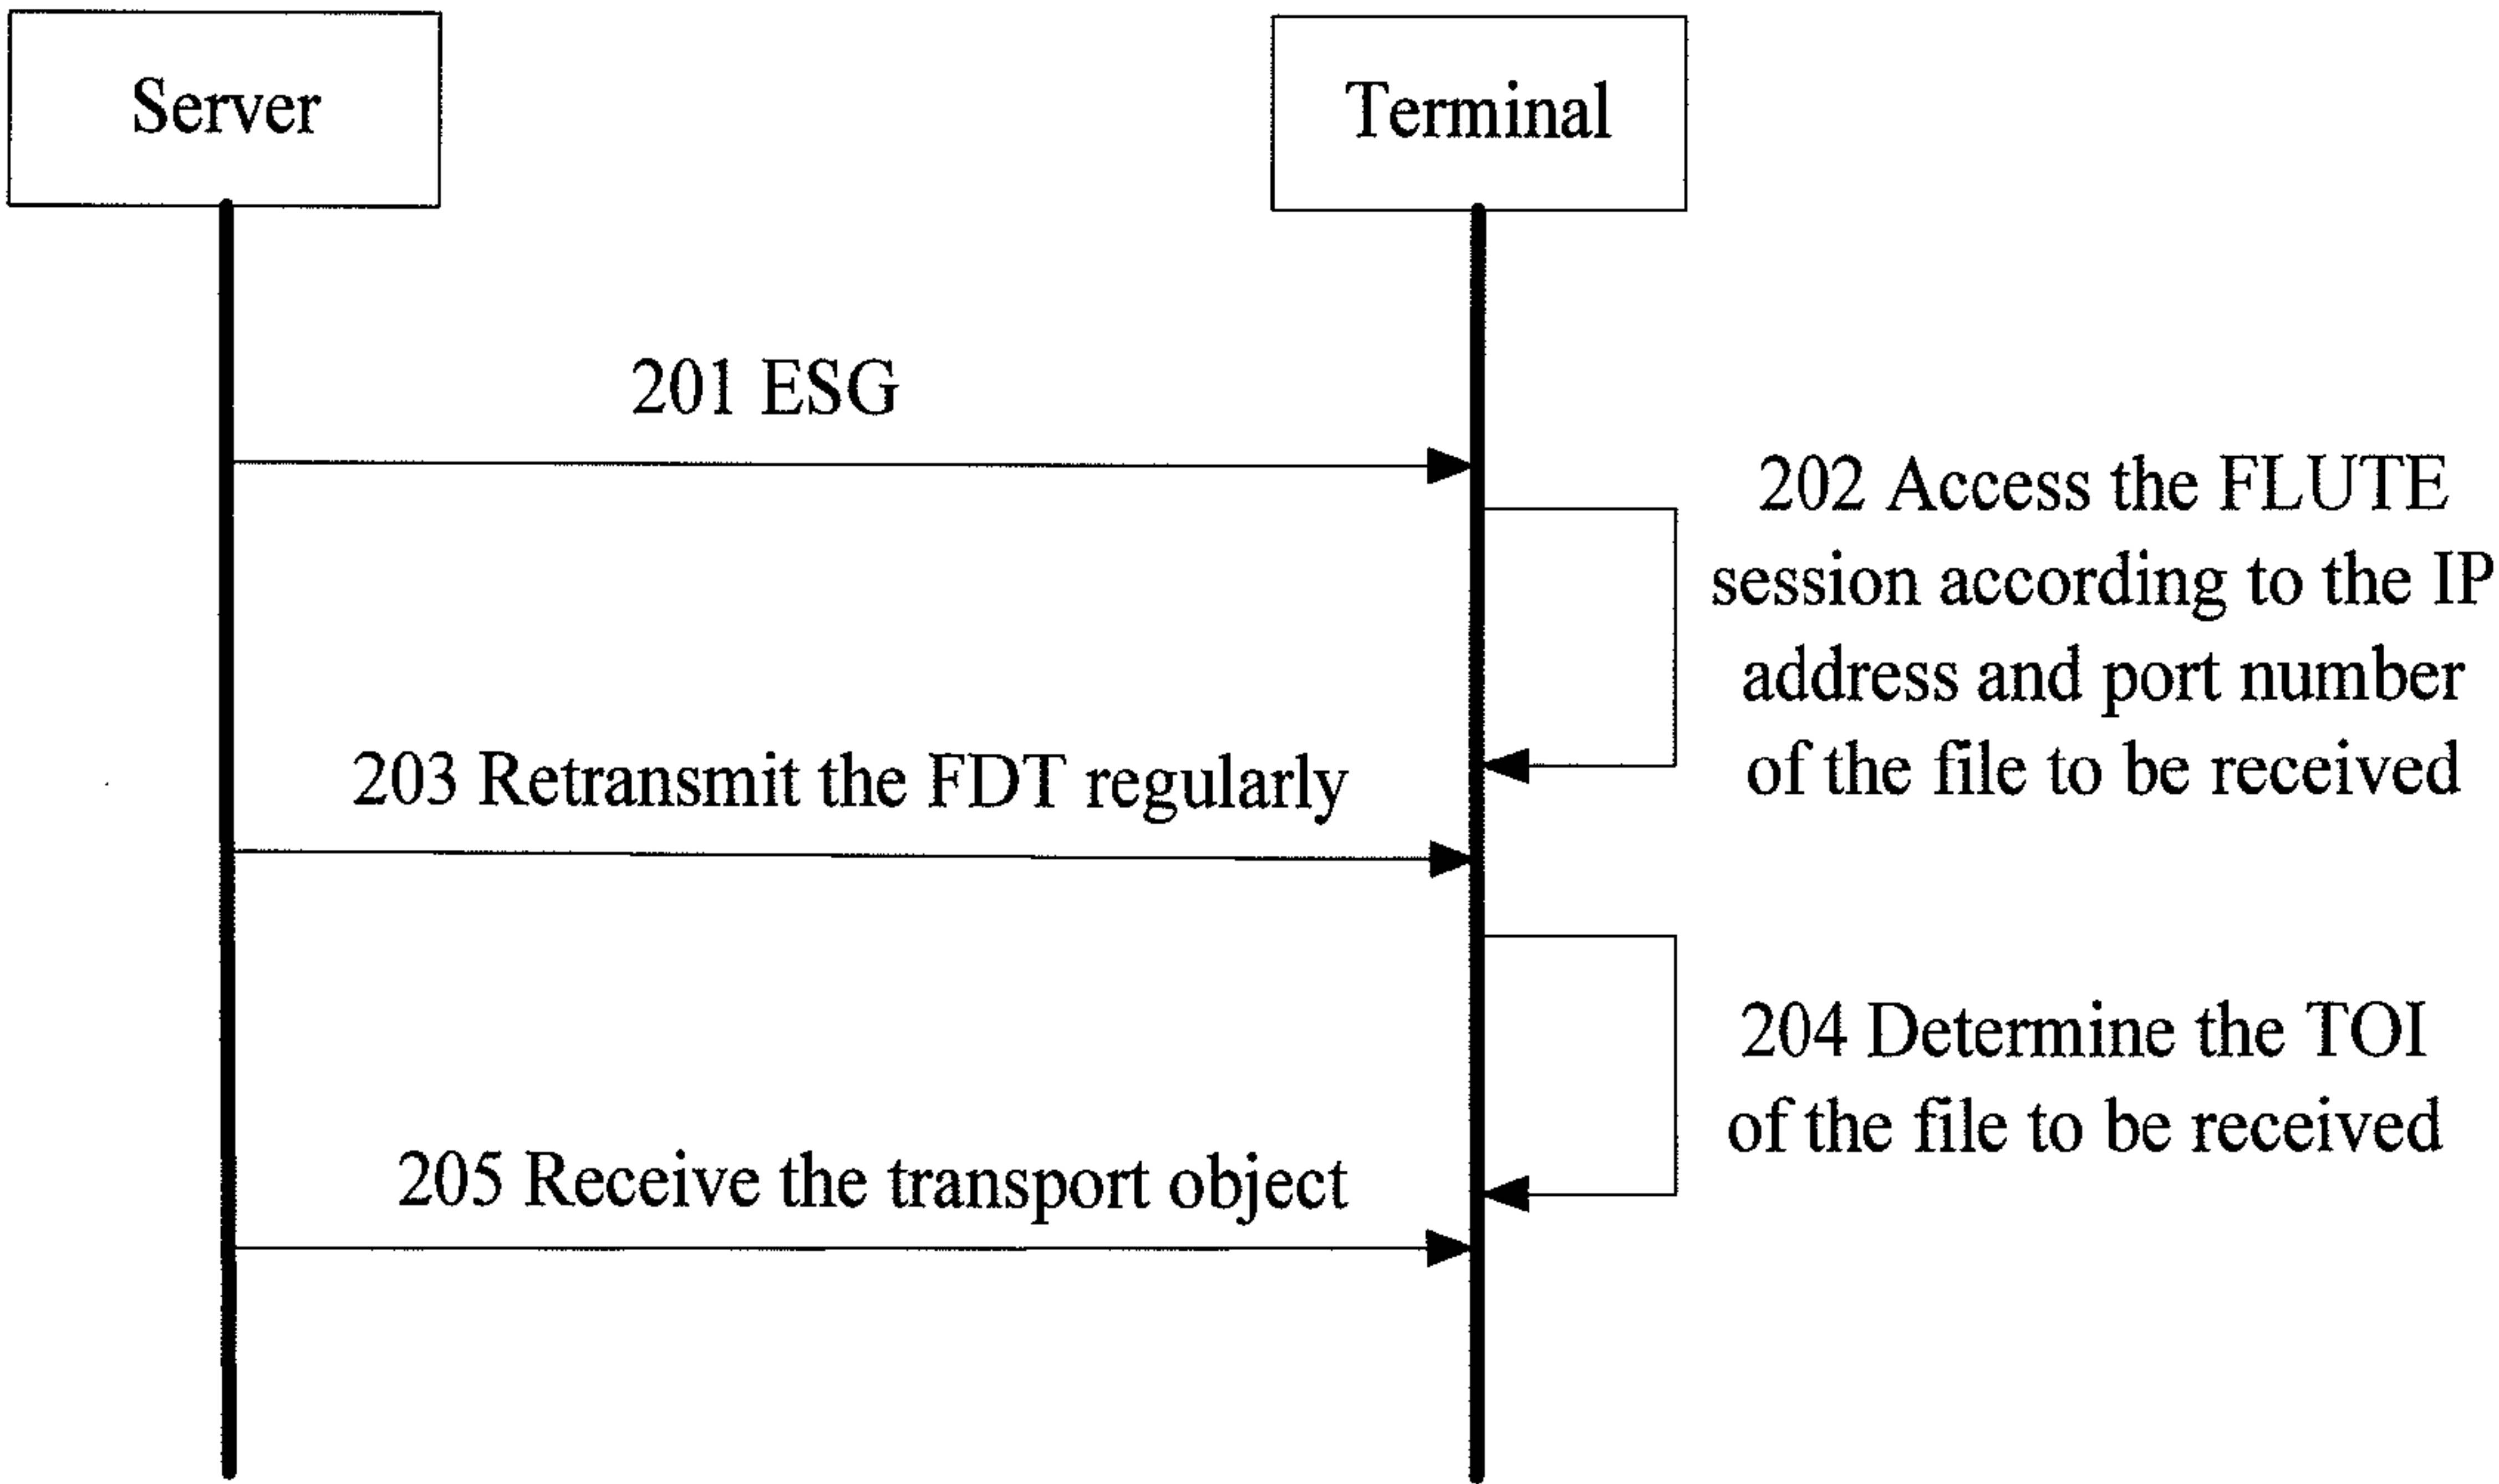 Server
Terminal
201 ESG
202 Access the FLUTE
session according to the IP
address and port number
of the file to be received
203 Retransmit the FDT regularly
204 Determine the TOI
of the file to be received
205 Receive the transport object